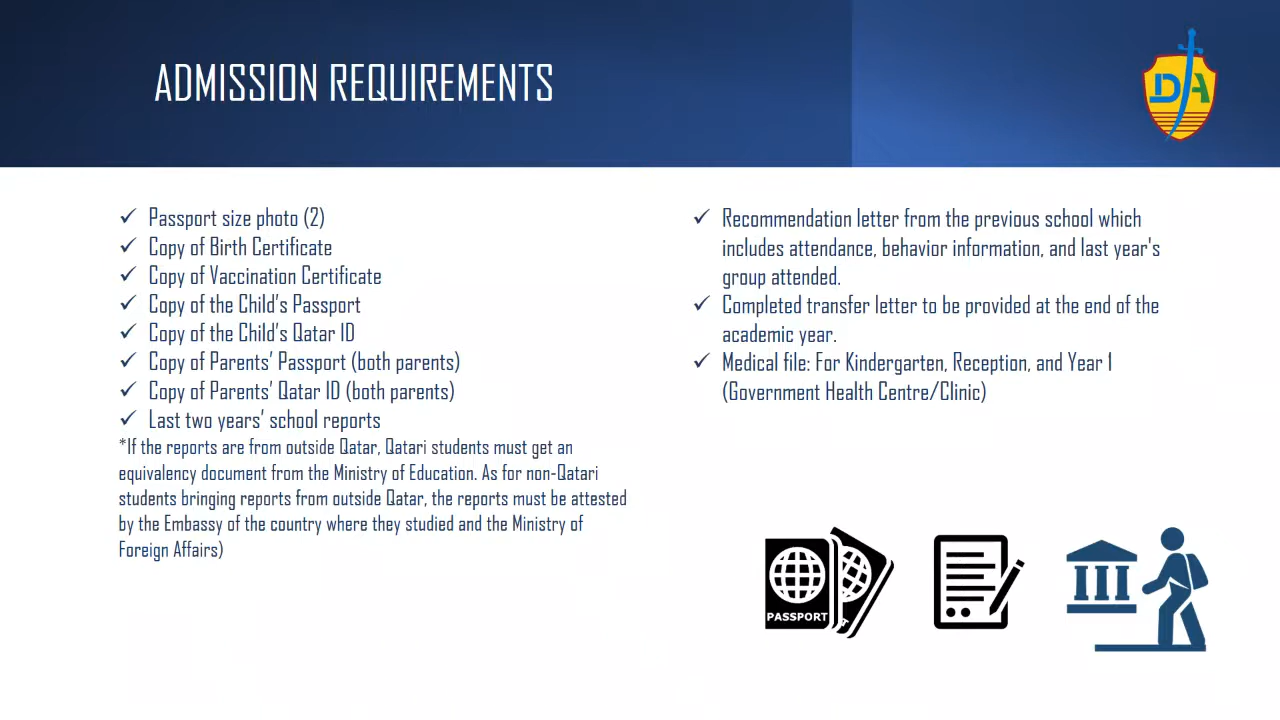 ADMISSION REQUIREMENTS
DA
✓ Passport size photo (2)
✓ Copy of Birth Certificate
✓ Copy of Vaccination Certificate
✓ Copy of the Child's Passport
✓ Copy of the Child's Qatar ID
✓ Copy of Parents' Passport (both parents)
✓ Copy of Parents' Qatar ID (both parents)
✓ Last two years' school reports
*If the reports are from outside Qatar, Qatari students must get an
equivalency document from the Ministry of Education. As for non-Qatari
students bringing reports from outside Qatar, the reports must be attested
by the Embassy of the country where they studied and the Ministry of
Foreign Affairs)
✓ Recommendation letter from the previous school which
includes attendance, behavior information, and last year's
group attended.
✓ Completed transfer letter to be provided at the end of the
academic year.
✓ Medical file: For Kindergarten, Reception, and Year 1
(Government Health Centre/Clinic)
PASSPORT
T